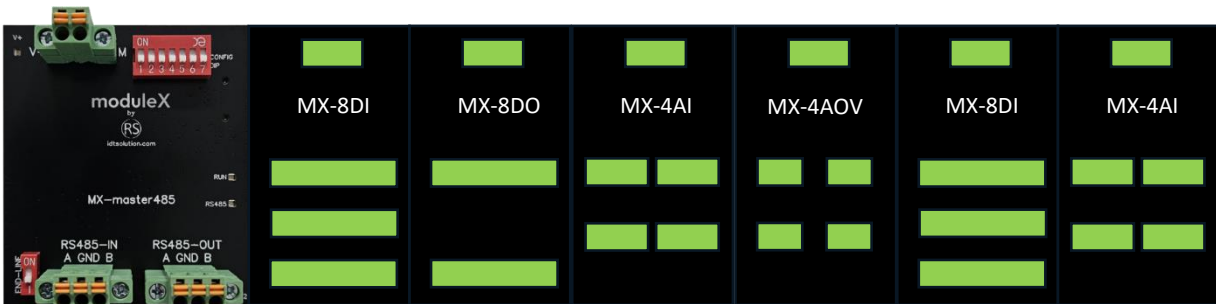 V+
V-
M
ON
1 2 3 4 5 6 7
CONFIG
DIP
moduleX
by
RS
idtsolution.com
RUN
MX-master485
RS485
RS485-IN
A GND B
RS485-OUT
A GND B
END-LINE
ON
1
MX-8DI
MX-8DO
MX-4AI
MX-4AOV
MX-8DI
MX-4AI